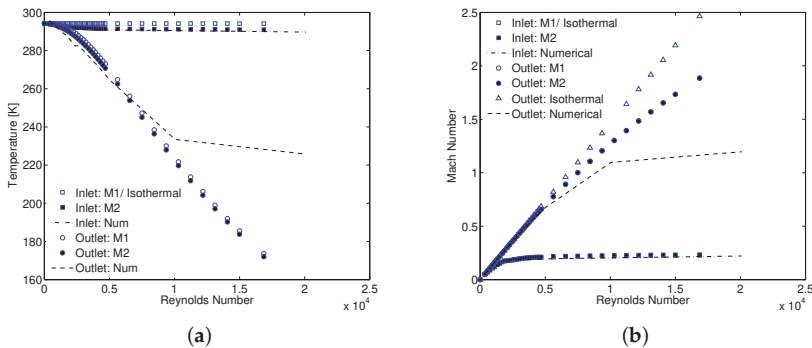 300
280
260
240
220
200
180
160
Temperature [K]
Inlet: M1/ Isothermal
Inlet: M2
Inlet: Num
Outlet: M1
Outlet: M2
Outlet: Num
0 0.5 1 1.5 2 2.5
Reynolds Number
x 10^4
(a)
2.5
2
1.5
1
0.5
0
Mach Number
Inlet: M1/ Isothermal
Inlet: M2
Inlet: Numerical
Outlet: M1
Outlet: M2
Outlet: Isothermal
Outlet: Numerical
0 0.5 1 1.5 2 2.5
Reynolds Number
x 10^4
(b)